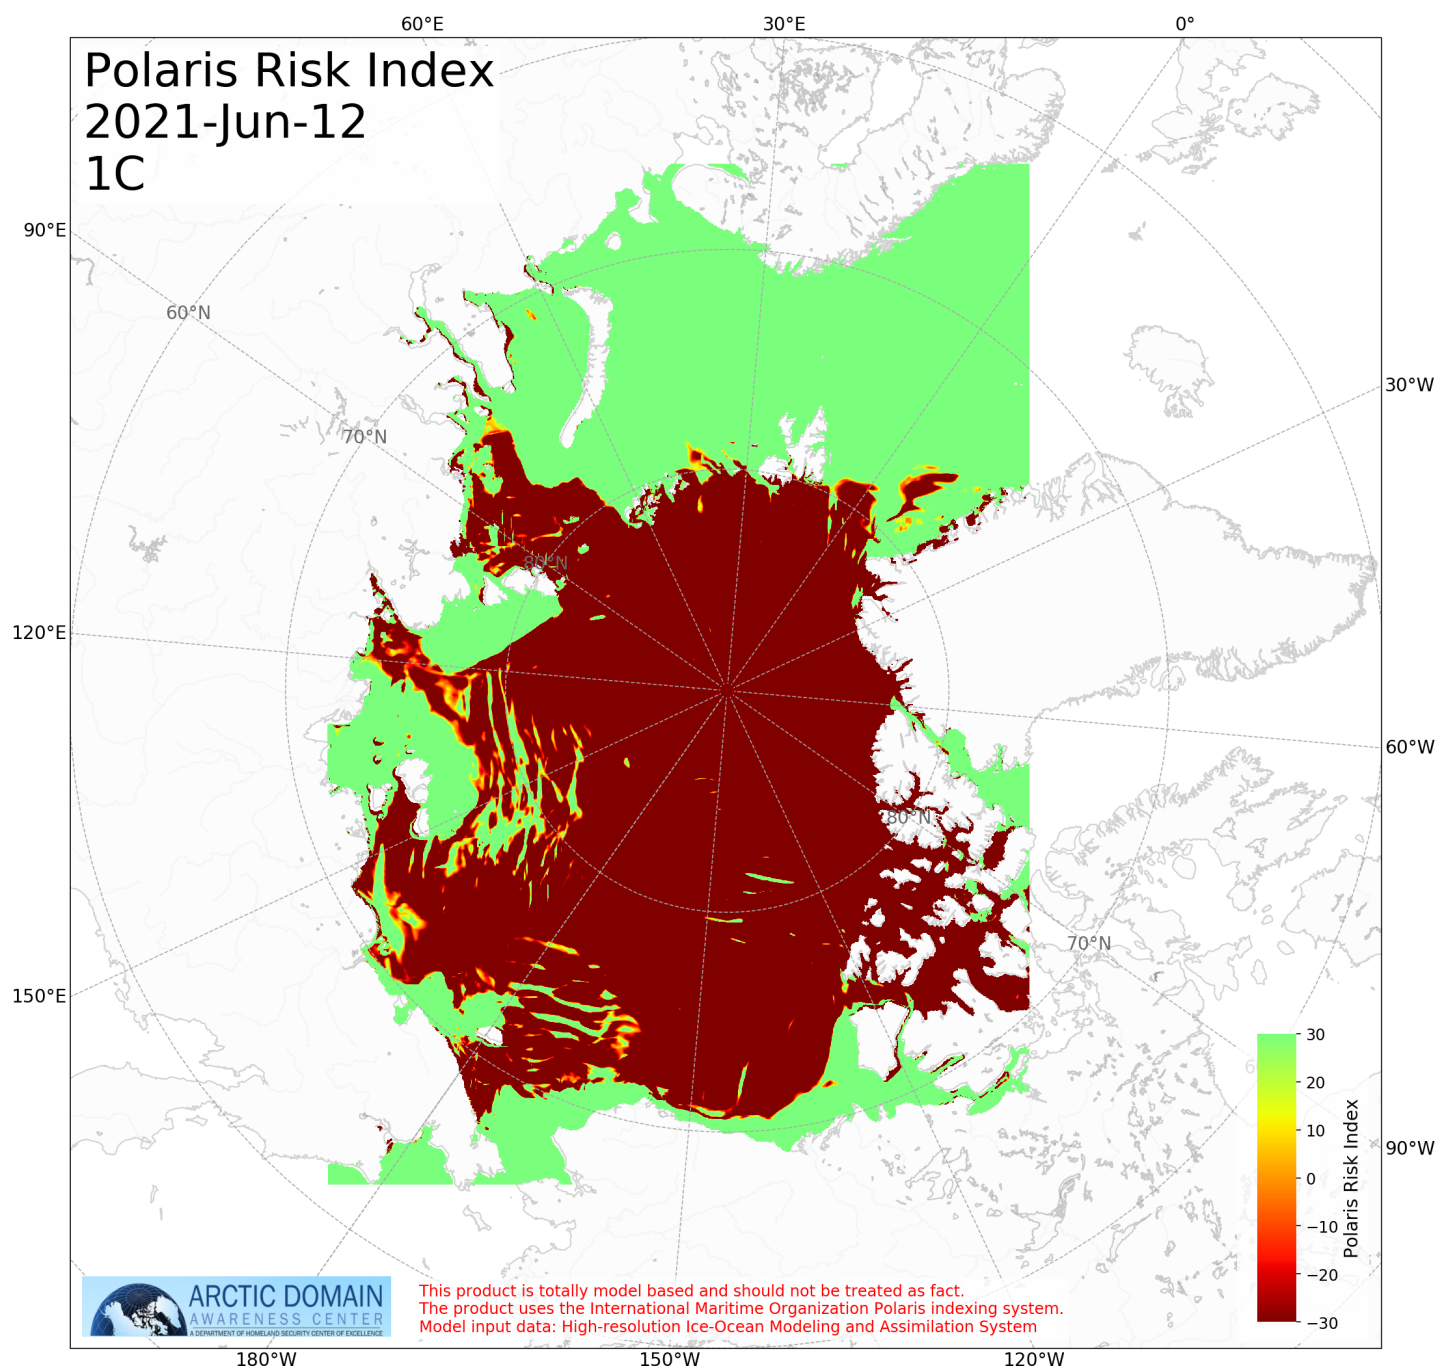 60°E
30°E
0°
Polaris Risk Index
2021-Jun-12
1C
90°E
60°N
30°W
70°N
80°N
120°E
60°W
80°N
70°N
150°E
30
20
10
0
−10
−20
−30
Polaris Risk Index
90°W
ARCTIC DOMAIN
AWARENESS CENTER
A DEPARTMENT OF HOMELAND SECURITY CENTER OF EXCELLENCE
This product is totally model based and should not be treated as fact.
The product uses the International Maritime Organization Polaris indexing system.
Model input data: High-resolution Ice-Ocean Modeling and Assimilation System
180°W
150°W
120°W